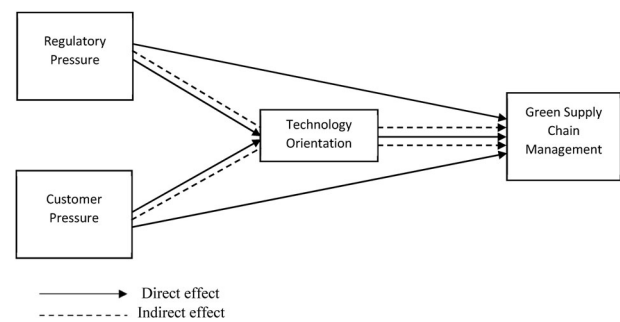 Regulatory
Pressure
Technology
Orientation
Green Supply
Chain
Management
Customer
Pressure
Direct effect
Indirect effect